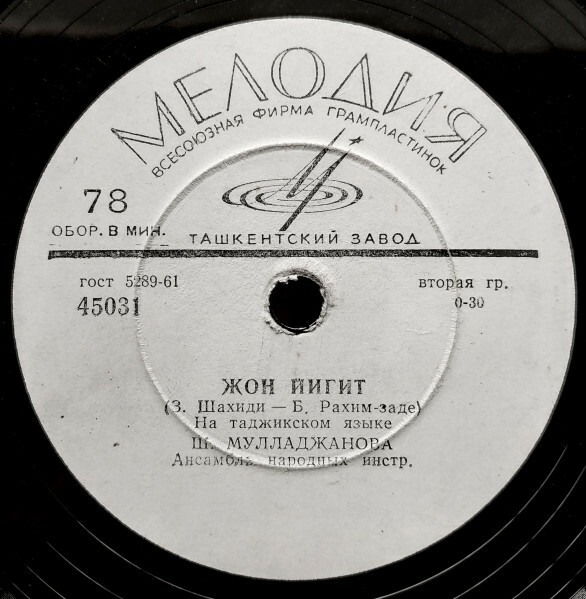 МЕЛОДИЯ
ВСЕСОЮЗНАЯ ФИРМА ГРАМПЛАСТИНОК
78
ОБОР. В МИН.
ТАШКЕНТСКИЙ ЗАВОД
гост 5289-61
45031
вторая гр.
0-30
ЖОН ЙИГИТ
(З. Шахиди — Б. Рахим-заде)
На таджикском языке
Ш. МУЛЛАДЖАНОВА
Ансамбль народных инстр.